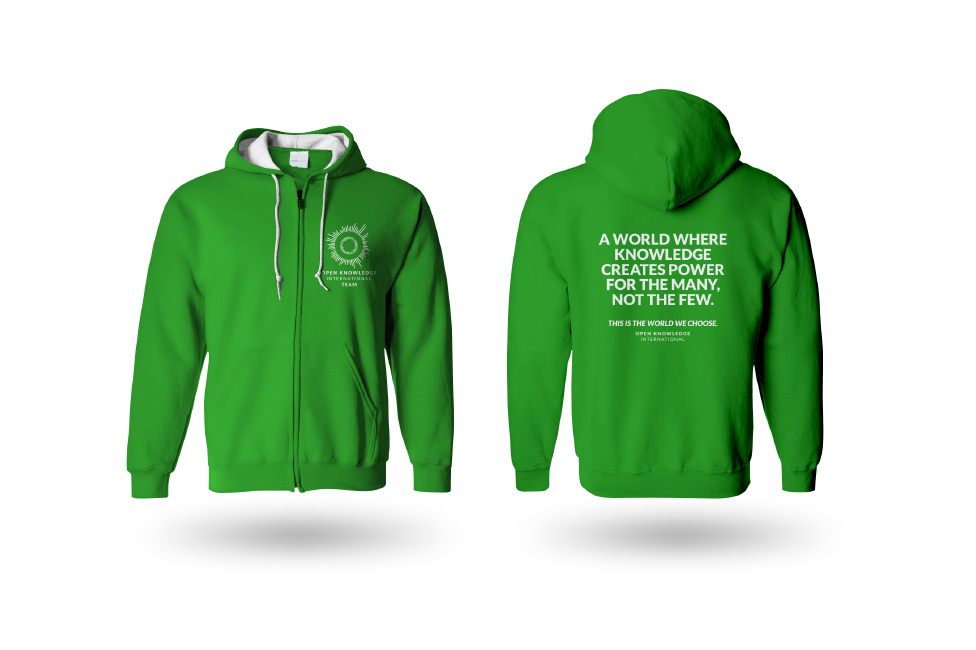 OPEN KNOWLEDGE
INTERNATIONAL
TEAM
A WORLD WHERE
KNOWLEDGE
CREATES POWER
FOR THE MANY,
NOT THE FEW.
THIS IS THE WORLD WE CHOOSE.
OPEN KNOWLEDGE
INTERNATIONAL